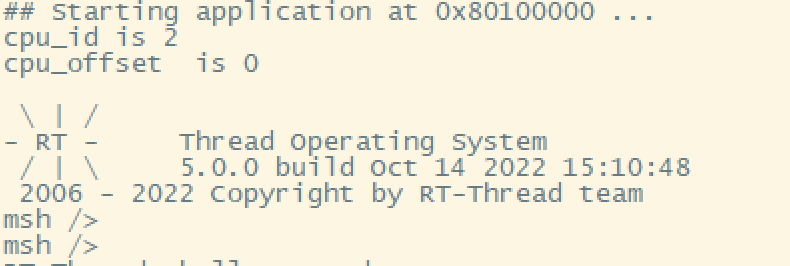 ## Starting application at 0x80100000 ...
cpu_id is 2
cpu_offset  is 0
 \ | /
- RT -     Thread Operating System
 / | \     5.0.0 build Oct 14 2022 15:10:48
 2006 - 2022 Copyright by RT-Thread team
msh />
msh />